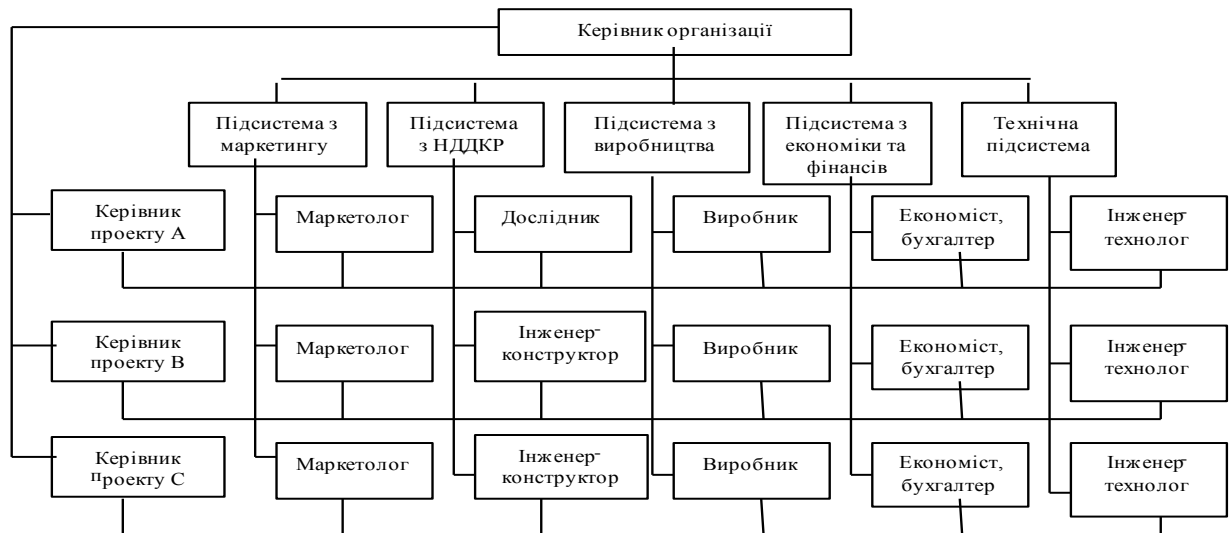 Керівник організації
Підсистема з
маркетингу
Підсистема
з НДДКР
Підсистема з
виробництва
Підсистема з
економіки та
фінансів
Технічна
підсистема
Керівник
проекту А
Маркетолог
Дослідник
Виробник
Економіст,
бухгалтер
Інженер-
технолог
Керівник
проекту В
Маркетолог
Інженер-
конструктор
Виробник
Економіст,
бухгалтер
Інженер-
технолог
Керівник
проекту С
Маркетолог
Інженер-
конструктор
Виробник
Економіст,
бухгалтер
Інженер-
технолог